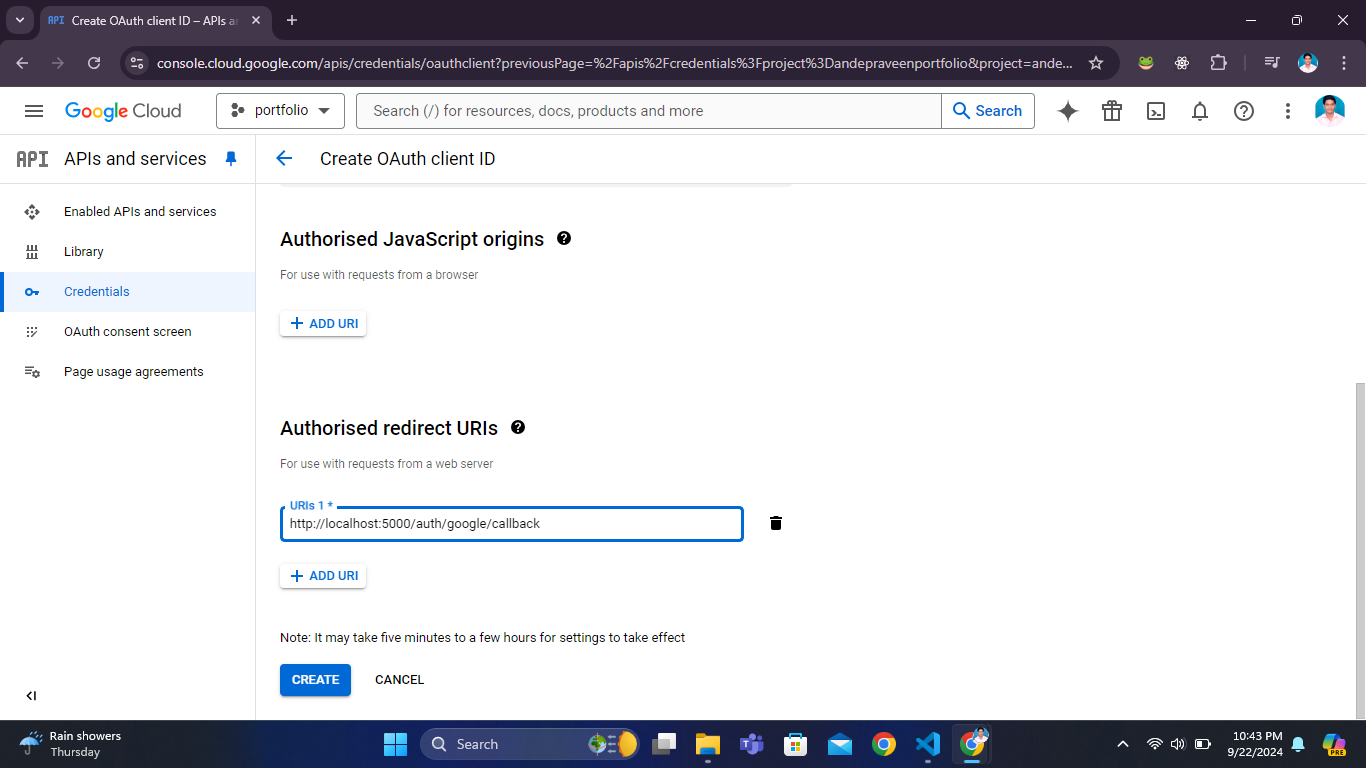 API Create OAuth client ID – APIs a
console.cloud.google.com/apis/credentials/oauthclient?previousPage=%2Fapis%2Fcredentials%3Fproject%3Dandepraveenportfolio&project=ande...
Google Cloud
portfolio
Search (/) for resources, docs, products and more
Search
API APIs and services
Create OAuth client ID
Enabled APIs and services
Library
Credentials
OAuth consent screen
Page usage agreements
Authorised JavaScript origins
For use with requests from a browser
ADD URI
Authorised redirect URIs
For use with requests from a web server
URIs 1 *
http://localhost:5000/auth/google/callback
ADD URI
Note: It may take five minutes to a few hours for settings to take effect
CREATE
CANCEL
Rain showers
Thursday
Search
10:43 PM
9/22/2024
PRE